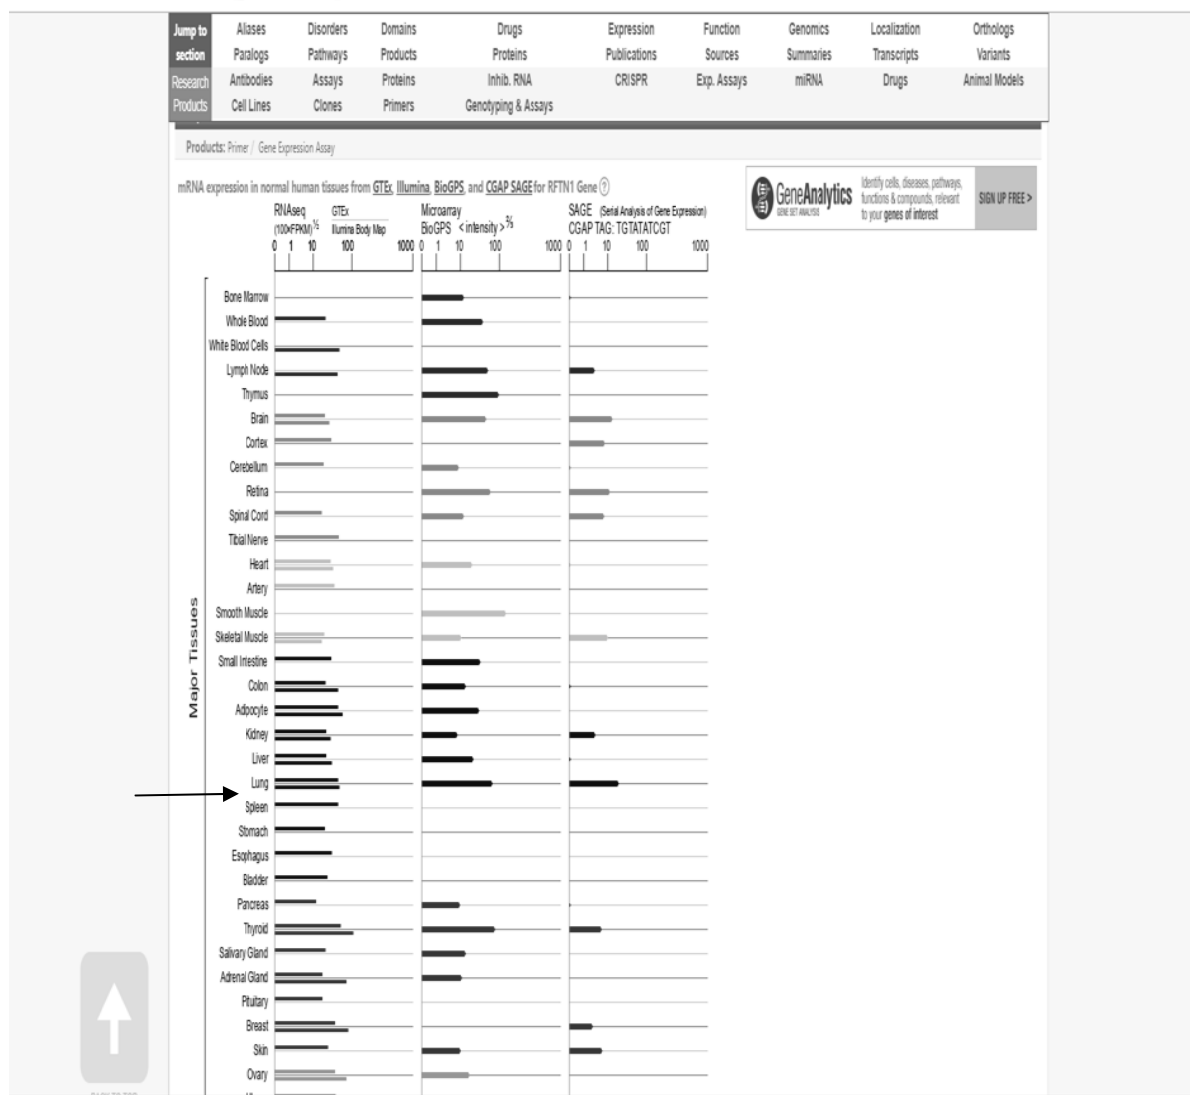 Jump to section
Aliases Disorders Domains Drugs Expression Function Genomics Localization Orthologs
Paralogs Pathways Products Proteins Publications Sources Summaries Transcripts Variants
Research Products
Antibodies Assays Proteins Inhib. RNA CRISPR Exp. Assays miRNA Drugs Animal Models
Cell Lines Clones Primers Genotyping & Assays
Products: Primer / Gene Expression Assay
mRNA expression in normal human tissues from GTEx, Illumina, BioGPS, and CGAP SAGE for RFTN1 Gene ?
GeneAnalytics
GENE SET ANALYSIS
Identify cells, diseases, pathways,
functions & compounds, relevant
to your genes of interest
SIGN UP FREE >
RNAseq GTEx
(100×FPKM)½ Illumina Body Map
0 1 10 100 1000
Microarray
BioGPS <intensity>⅔
0 1 10 100 1000
SAGE (Serial Analysis of Gene Expression)
CGAP TAG: TGTATATCGT
0 1 10 100 1000
Major Tissues
Bone Marrow
Whole Blood
White Blood Cells
Lymph Node
Thymus
Brain
Cortex
Cerebellum
Retina
Spinal Cord
Tibial Nerve
Heart
Artery
Smooth Muscle
Skeletal Muscle
Small Intestine
Colon
Adipocyte
Kidney
Liver
Lung
Spleen
Stomach
Esophagus
Bladder
Pancreas
Thyroid
Salivary Gland
Adrenal Gland
Pituitary
Breast
Skin
Ovary